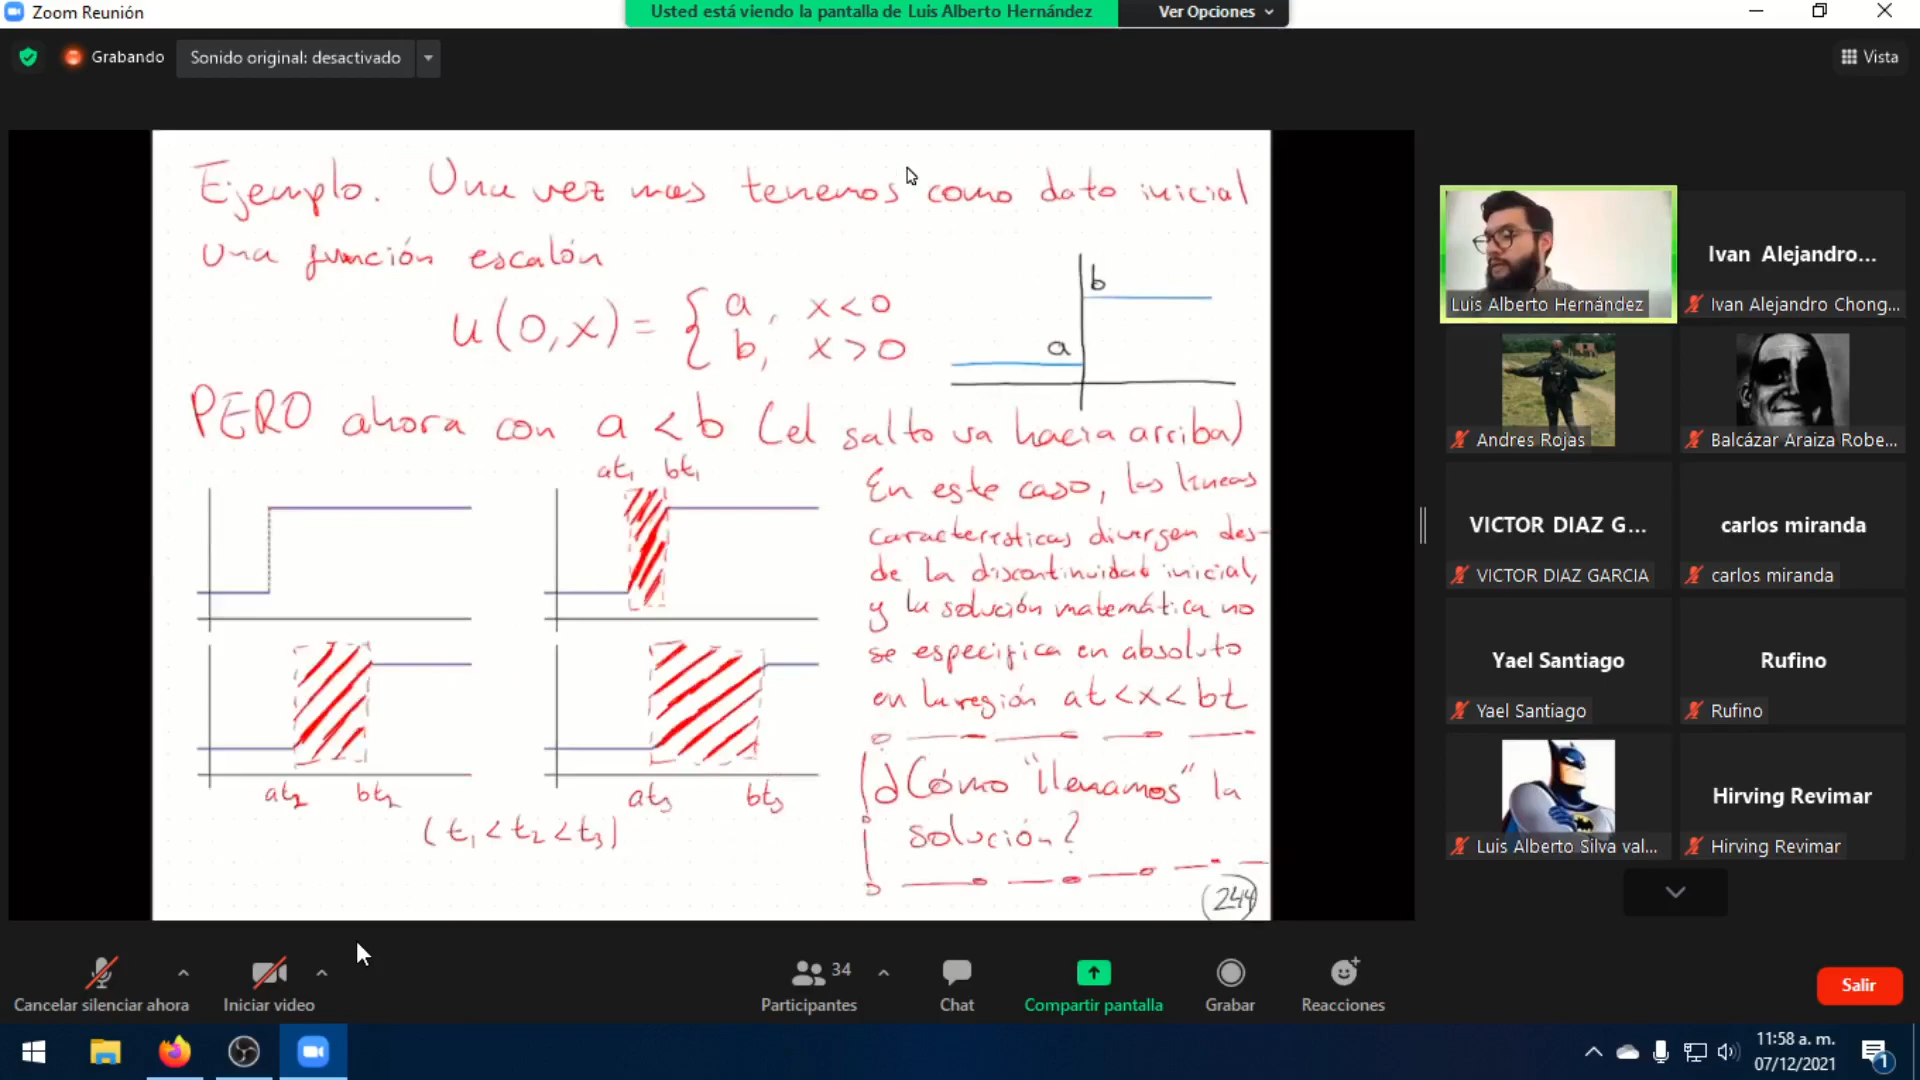 Zoom Reunión
Usted está viendo la pantalla de Luis Alberto Hernández
Ver Opciones
Grabando
Sonido original: desactivado
Vista
Ejemplo. Una vez mas tenemos como dato inicial
una función escalón
u(0,x) = { a, x<0
b, x>0
b
a
PERO ahora con a < b (el salto va hacia arriba)
at₁ bt₁
En este caso, las lineas
caracteristicas divergen des-
de la discontinuidad inicial,
y la solución matemática no
se especifica en absoluto
en la región at<x<bt
at₂ bt₂
at₃ bt₃
(t₁<t₂<t₃)
¿Cómo "llenamos" la
solución?
244
Luis Alberto Hernández
Ivan Alejandro...
Ivan Alejandro Chong...
Andres Rojas
Balcázar Araiza Robe...
VICTOR DIAZ G...
VICTOR DIAZ GARCIA
carlos miranda
carlos miranda
Yael Santiago
Yael Santiago
Rufino
Rufino
Luis Alberto Silva val...
Hirving Revimar
Hirving Revimar
Cancelar silenciar ahora
Iniciar video
34
Participantes
Chat
Compartir pantalla
Grabar
Reacciones
Salir
11:58 a. m.
07/12/2021
1